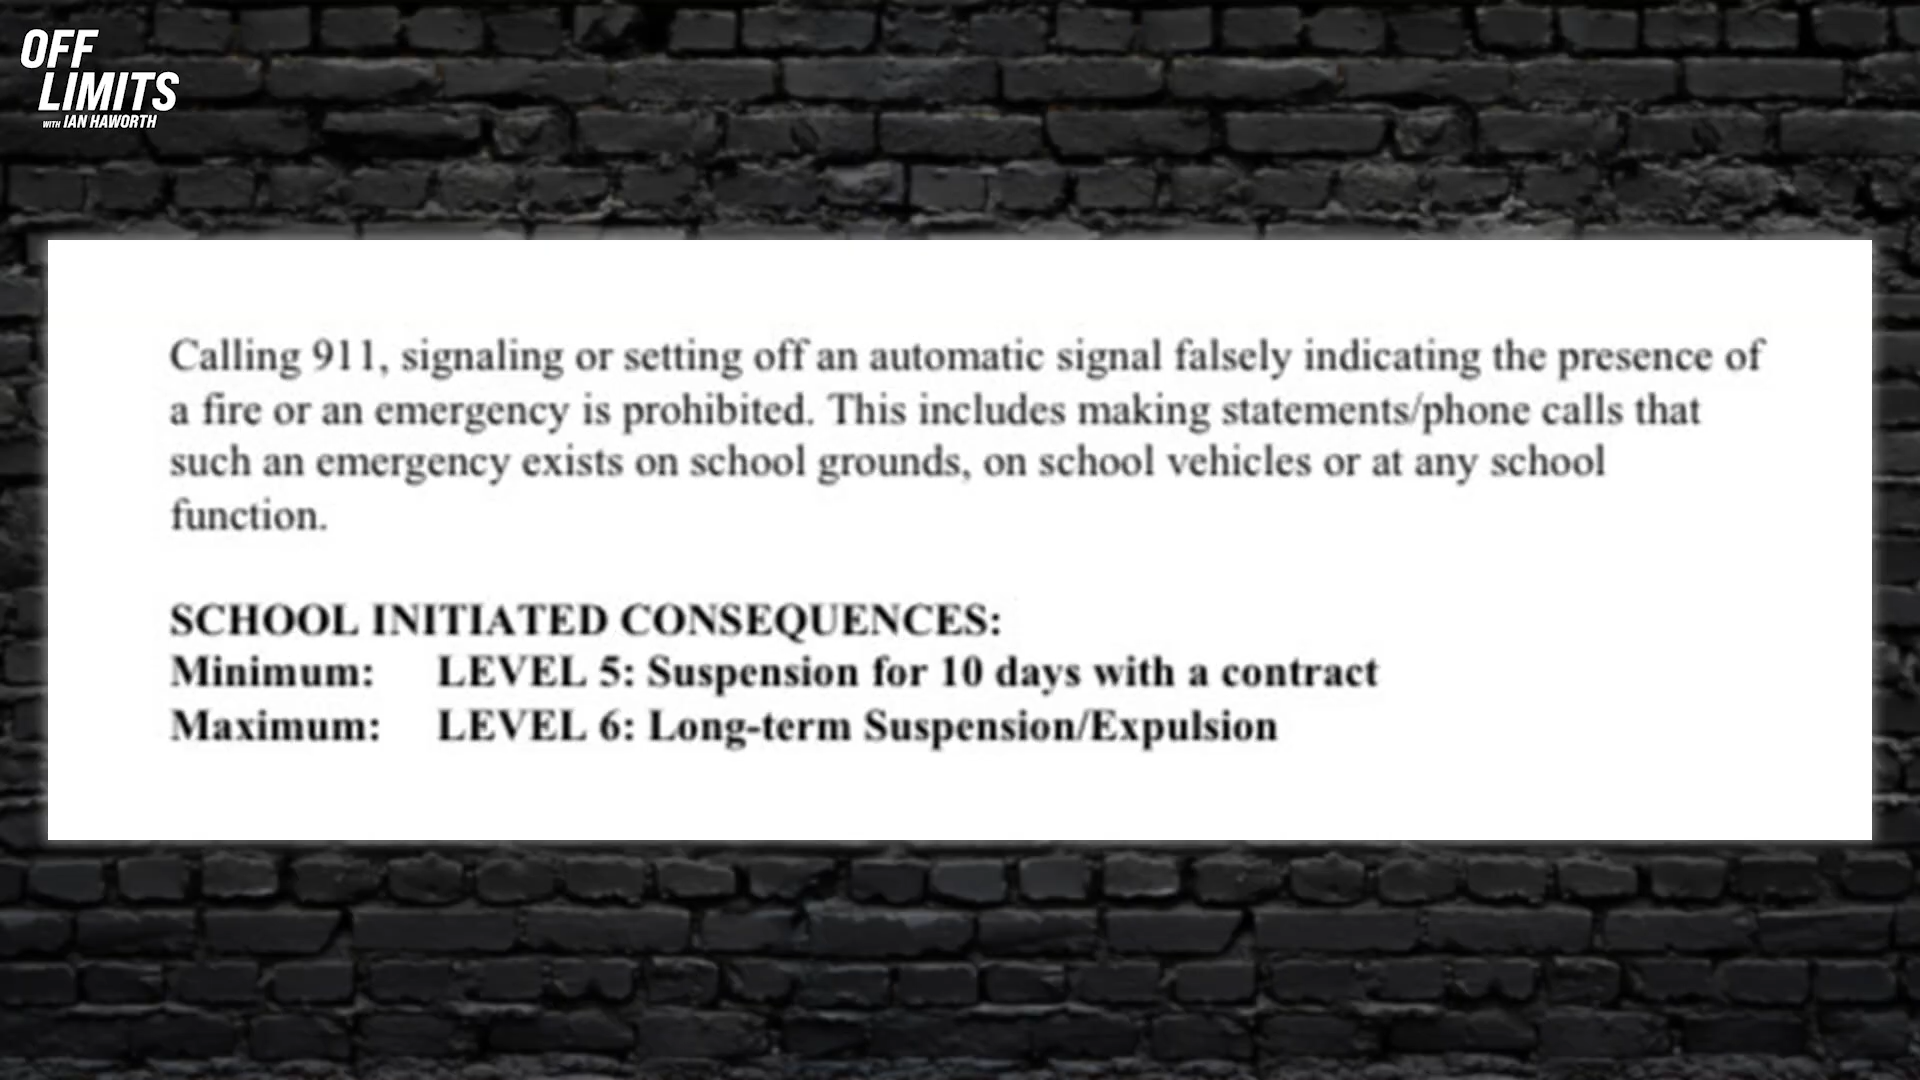 OFF
LIMITS
WITH IAN HAWORTH
Calling 911, signaling or setting off an automatic signal falsely indicating the presence of
a fire or an emergency is prohibited. This includes making statements/phone calls that
such an emergency exists on school grounds, on school vehicles or at any school
function.
SCHOOL INITIATED CONSEQUENCES:
Minimum: LEVEL 5: Suspension for 10 days with a contract
Maximum: LEVEL 6: Long-term Suspension/Expulsion